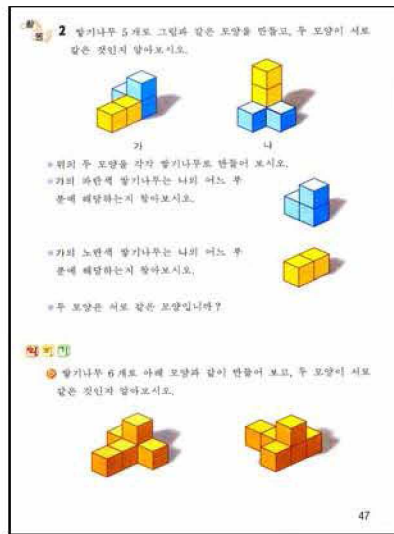 활동
2 쌓기나무 5개로 그림과 같은 모양을 만들고, 두 모양이 서로
같은 것인지 알아보시오.
가 나
위의 두 모양을 각각 쌓기나무로 만들어 보시오.
가의 파란색 쌓기나무는 나의 어느 부
분에 해당하는지 찾아보시오.
가의 노란색 쌓기나무는 나의 어느 부
분에 해당하는지 찾아보시오.
두 모양은 서로 같은 모양입니까?
익히기
쌓기나무 6개로 아래 모양과 같이 만들어 보고, 두 모양이 서로
같은 것인지 알아보시오.
47